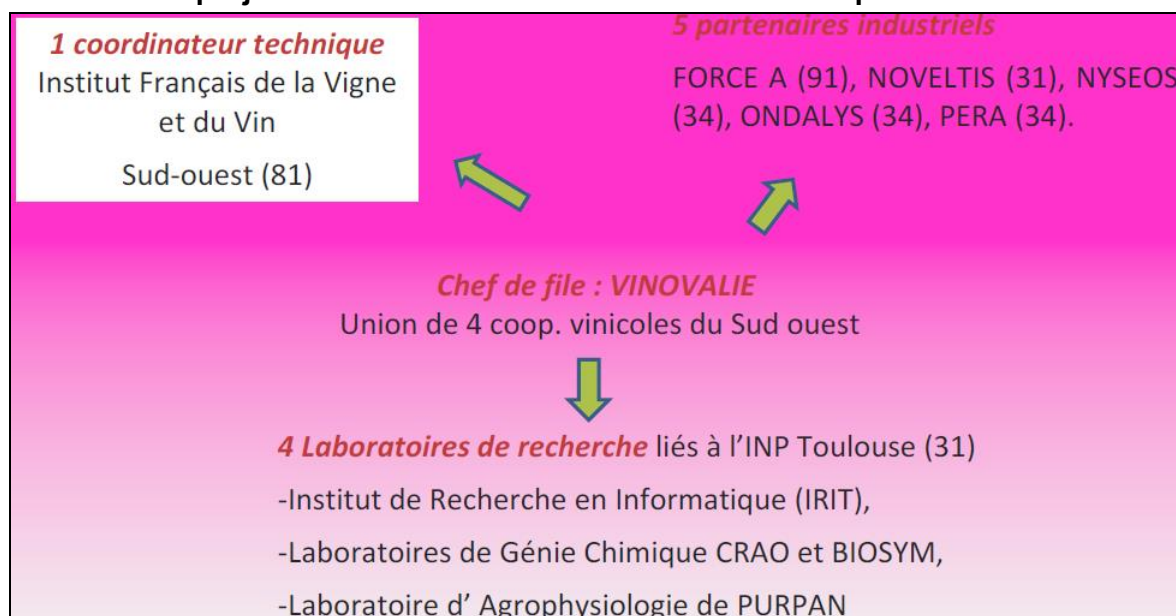 1 coordinateur technique
Institut Français de la Vigne
et du Vin
Sud-ouest (81)
5 partenaires industriels
FORCE A (91), NOVELTIS (31), NYSEOS
(34), ONDALYS (34), PERA (34).
Chef de file : VINOVALIE
Union de 4 coop. vinicoles du Sud ouest
4 Laboratoires de recherche liés à l'INP Toulouse (31)
-Institut de Recherche en Informatique (IRIT),
-Laboratoires de Génie Chimique CRAO et BIOSYM,
-Laboratoire d' Agrophysiologie de PURPAN